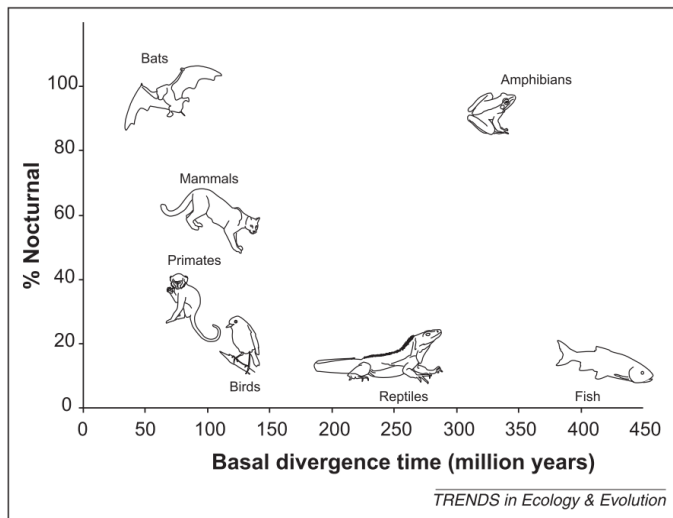 Bats
Amphibians
Mammals
Primates
Birds
Reptiles
Fish
% Nocturnal
100
80
60
40
20
0
0 50 100 150 200 250 300 350 400 450
Basal divergence time (million years)
TRENDS in Ecology & Evolution